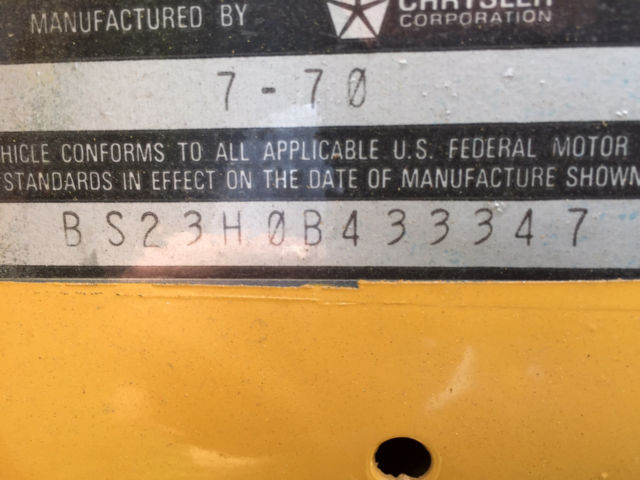 MANUFACTURED BY CHRYSLER
CORPORATION
7-70
HICLE CONFORMS TO ALL APPLICABLE U.S. FEDERAL MOTOR
STANDARDS IN EFFECT ON THE DATE OF MANUFACTURE SHOWN
BS23H0B433347